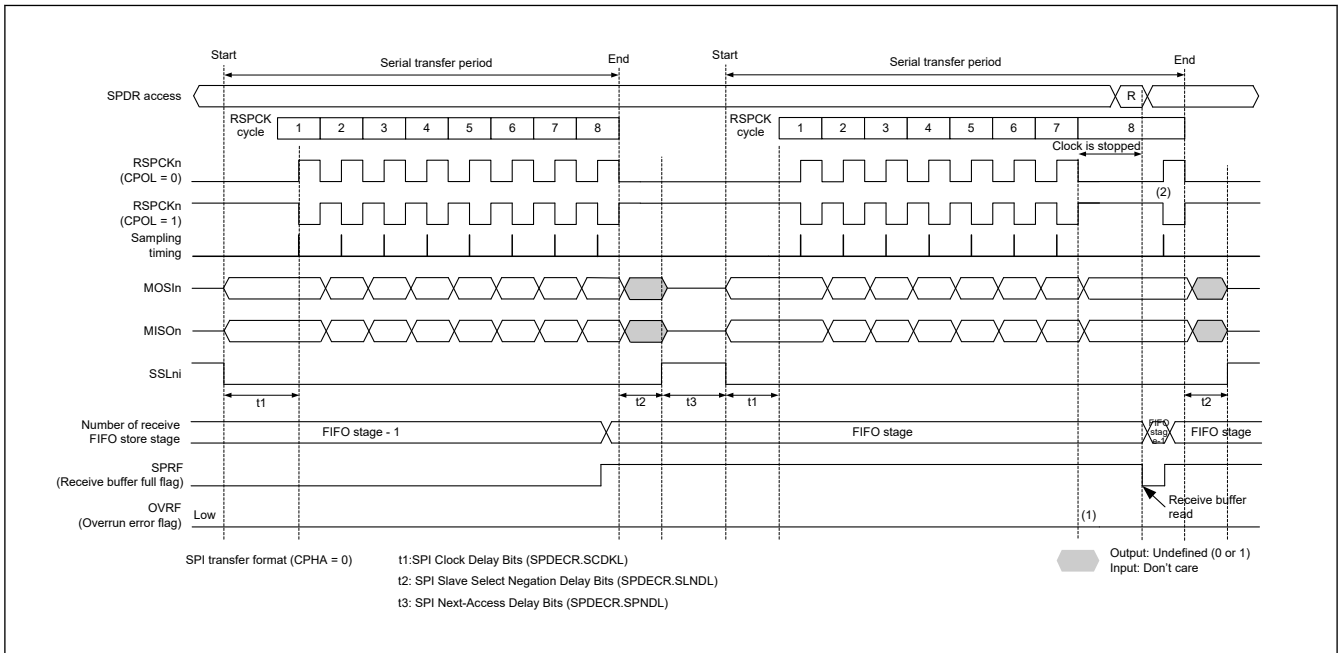 Start
Serial transfer period
End
Start
Serial transfer period
End
SPDR access
R
RSPCK
cycle
1 2 3 4 5 6 7 8
RSPCK
cycle
1 2 3 4 5 6 7 8
Clock is stopped
RSPCKn
(CPOL = 0)
(2)
RSPCKn
(CPOL = 1)
Sampling
timing
MOSIn
MISOn
SSLni
t1
t2
t3
t1
t2
Number of receive
FIFO store stage
FIFO stage - 1
FIFO stage
FIFO
stag
e-1
FIFO stage
SPRF
(Receive buffer full flag)
Receive buffer
read
OVRF
(Overrun error flag)
Low
(1)
SPI transfer format (CPHA = 0)
t1:SPI Clock Delay Bits (SPDECR.SCDKL)
t2: SPI Slave Select Negation Delay Bits (SPDECR.SLNDL)
t3: SPI Next-Access Delay Bits (SPDECR.SPNDL)
Output: Undefined (0 or 1)
Input: Don't care